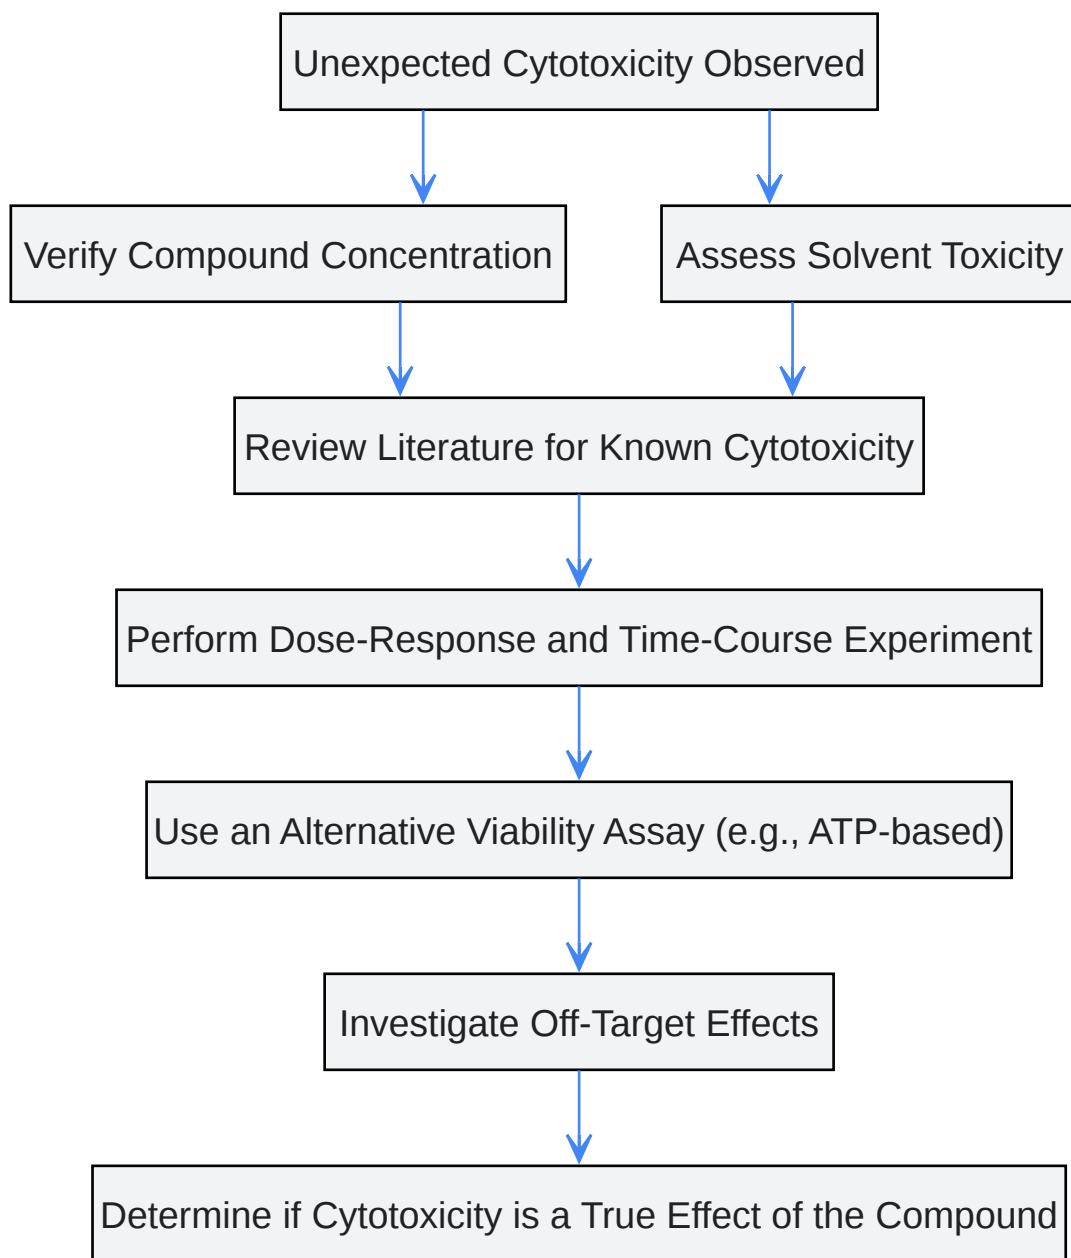 Unexpected Cytotoxicity Observed
Verify Compound Concentration
Assess Solvent Toxicity
Review Literature for Known Cytotoxicity
Perform Dose-Response and Time-Course Experiment
Use an Alternative Viability Assay (e.g., ATP-based)
Investigate Off-Target Effects
Determine if Cytotoxicity is a True Effect of the Compound